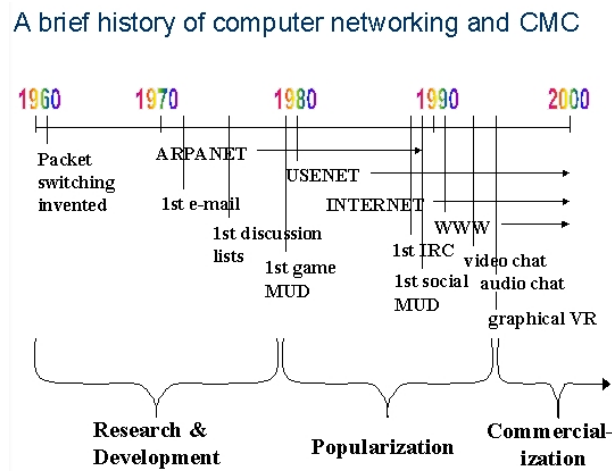 A brief history of computer networking and CMC
1960 1970 1980 1990 2000
Packet
switching
invented
ARPANET
USENET
1st e-mail
INTERNET
1st discussion
lists
WWW
1st game
MUD
1st IRC
1st social
MUD
video chat
audio chat
graphical VR
Research &
Development
Popularization
Commercial-
ization